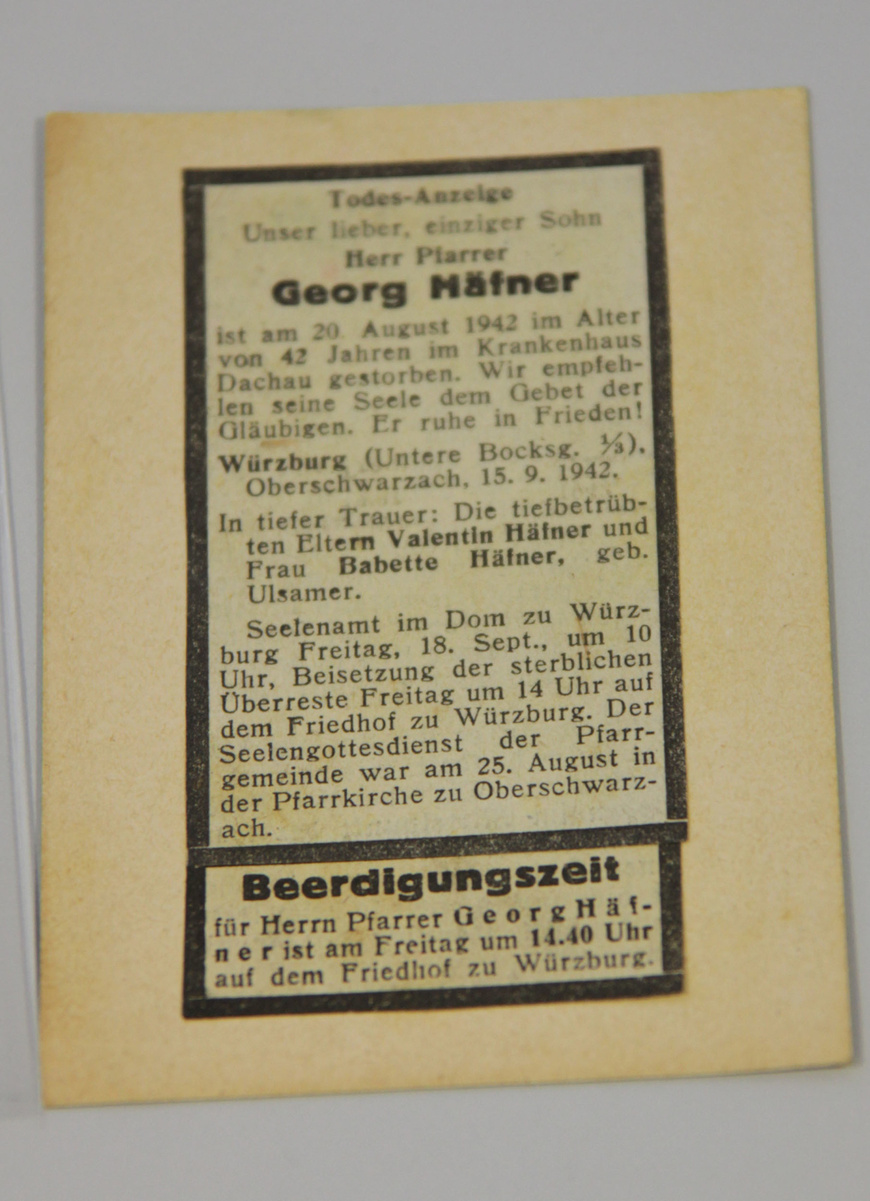 Todes-Anzeige
Unser lieber, einziger Sohn
Herr Pfarrer
Georg Häfner
ist am 20. August 1942 im Alter
von 42 Jahren im Krankenhaus
Dachau gestorben. Wir empfeh-
len seine Seele dem Gebet der
Gläubigen. Er ruhe in Frieden!
Würzburg (Untere Bocksg. ⅓),
Oberschwarzach, 15. 9. 1942.
In tiefer Trauer: Die tiefbetrüb-
ten Eltern Valentin Häfner und
Frau Babette Häfner, geb.
Ulsamer.
Seelenamt im Dom zu Würz-
burg Freitag, 18. Sept., um 10
Uhr, Beisetzung der sterblichen
Überreste Freitag um 14 Uhr auf
dem Friedhof zu Würzburg. Der
Seelengottesdienst der Pfarr-
gemeinde war am 25. August in
der Pfarrkirche zu Oberschwarz-
ach.
Beerdigungszeit
für Herrn Pfarrer Georg Häf-
ner ist am Freitag um 14.40 Uhr
auf dem Friedhof zu Würzburg.